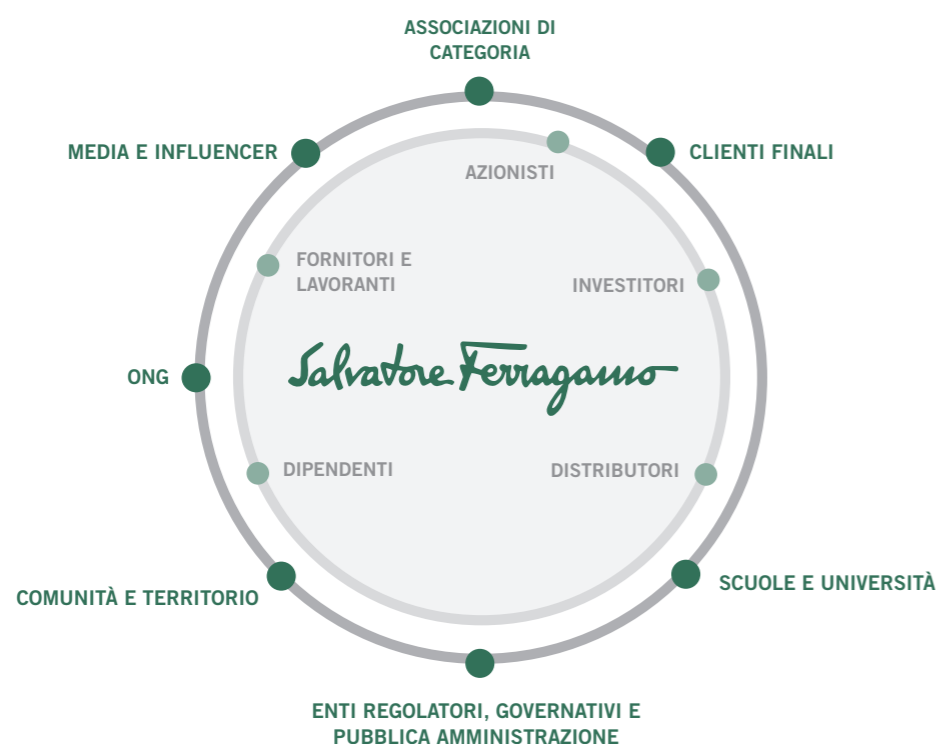 ASSOCIAZIONI DI
CATEGORIA
MEDIA E INFLUENCER
CLIENTI FINALI
AZIONISTI
FORNITORI E
LAVORANTI
INVESTITORI
Salvatore Ferragamo
ONG
DIPENDENTI
DISTRIBUTORI
SCUOLE E UNIVERSITÀ
COMUNITÀ E TERRITORIO
ENTI REGOLATORI, GOVERNATIVI E
PUBBLICA AMMINISTRAZIONE